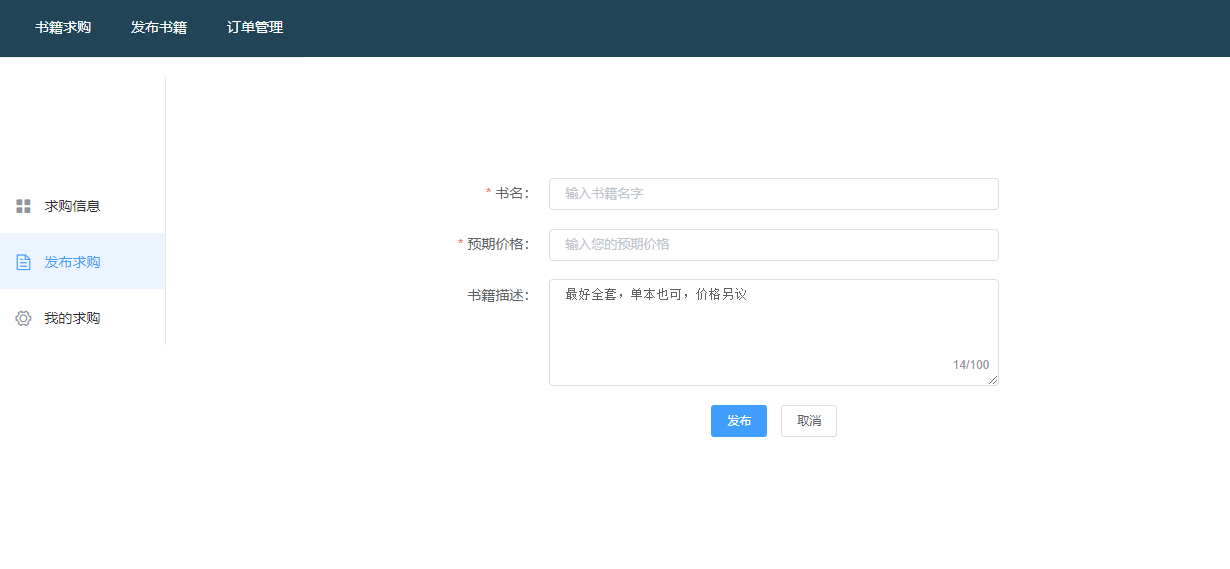 书籍求购 发布书籍 订单管理
求购信息
发布求购
我的求购
* 书名： 输入书籍名字
* 预期价格： 输入您的预期价格
书籍描述： 最好全套，单本也可，价格另议
14/100
发布 取消